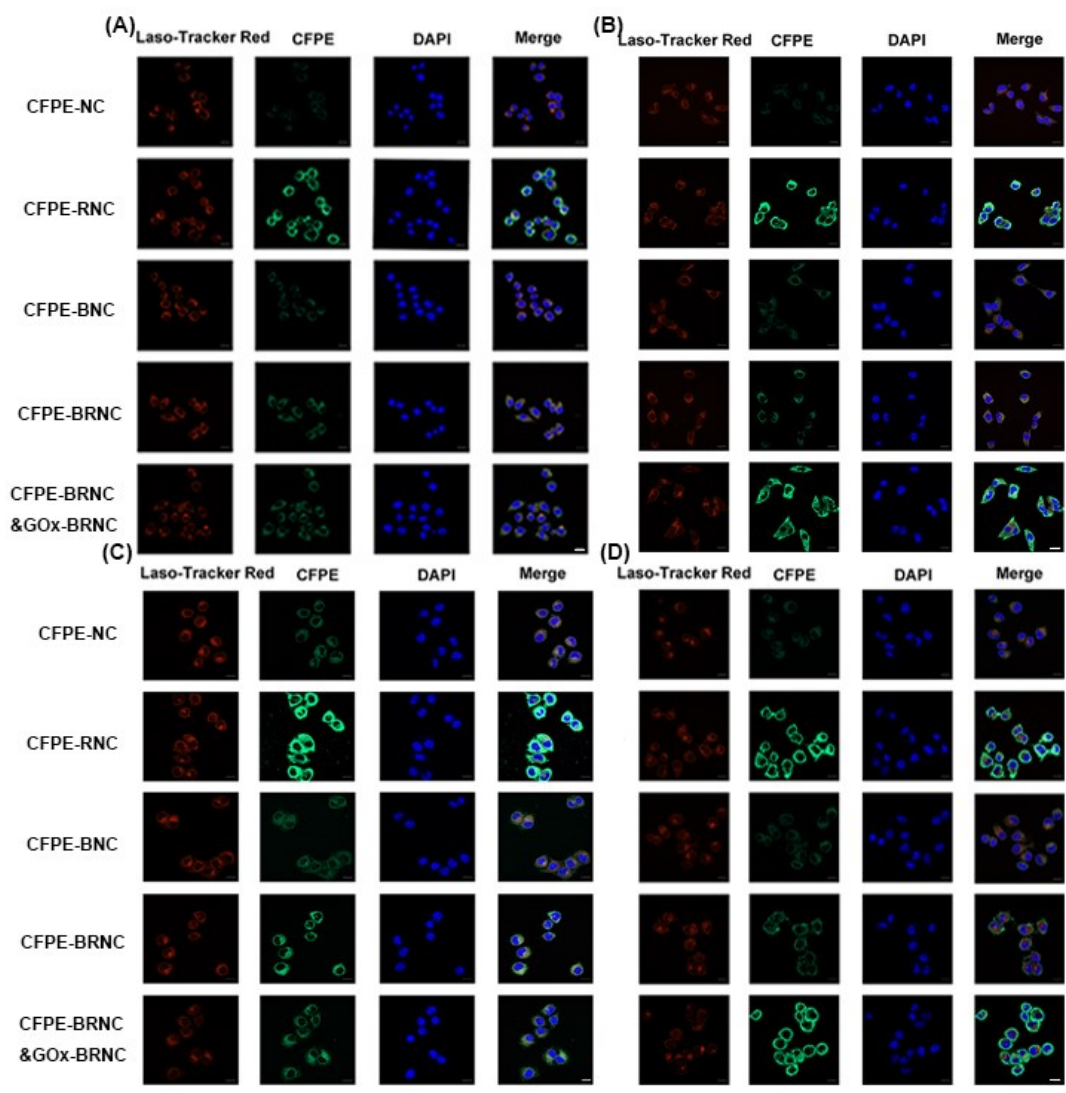 (A) (B)
Laso-Tracker Red CFPE DAPI Merge Laso-Tracker Red CFPE DAPI Merge
CFPE-NC
CFPE-RNC
CFPE-BNC
CFPE-BRNC
CFPE-BRNC
&GOx-BRNC
(C) (D)
Laso-Tracker Red CFPE DAPI Merge Laso-Tracker Red CFPE DAPI Merge
CFPE-NC
CFPE-RNC
CFPE-BNC
CFPE-BRNC
CFPE-BRNC
&GOx-BRNC